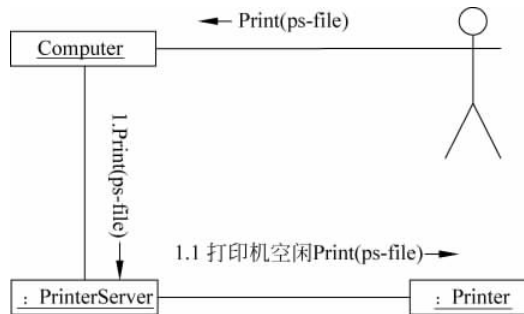 Print(ps-file)
Computer
1.Print(ps-file)
1.1 打印机空闲Print(ps-file)
：PrinterServer
：Printer